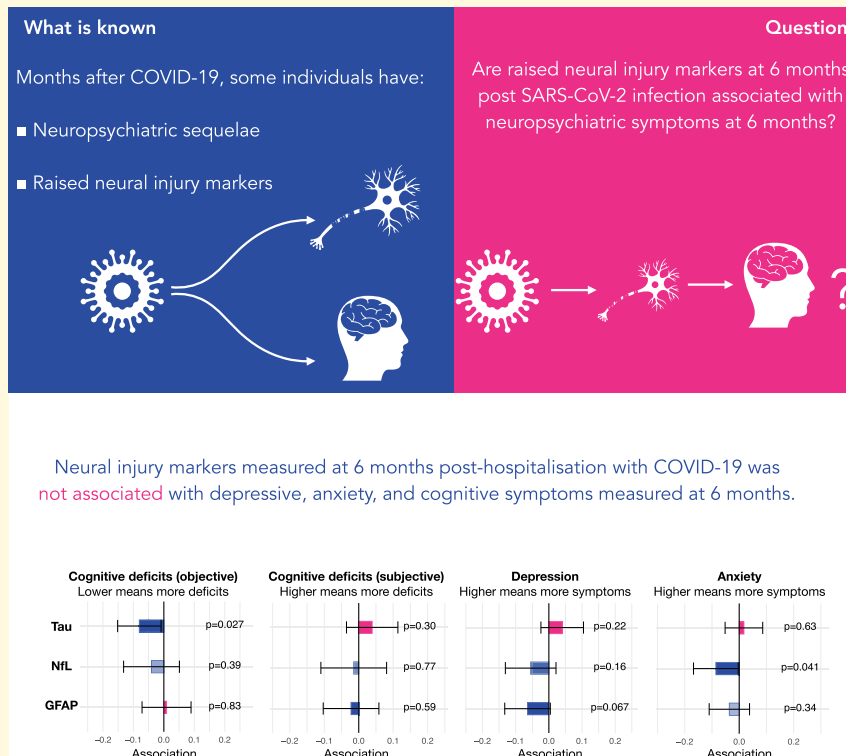 What is known
Months after COVID-19, some individuals have:
Neuropsychiatric sequelae
Raised neural injury markers
Question
Are raised neural injury markers at 6 months
post SARS-CoV-2 infection associated with
neuropsychiatric symptoms at 6 months?
?
Neural injury markers measured at 6 months post-hospitalisation with COVID-19 was
not associated with depressive, anxiety, and cognitive symptoms measured at 6 months.
Cognitive deficits (objective)
Lower means more deficits
Cognitive deficits (subjective)
Higher means more deficits
Depression
Higher means more symptoms
Anxiety
Higher means more symptoms
Tau p=0.027 p=0.30 p=0.22 p=0.63
NfL p=0.39 p=0.77 p=0.16 p=0.041
GFAP p=0.83 p=0.59 p=0.067 p=0.34
−0.2 −0.1 0.0 0.1 0.2 −0.2 −0.1 0.0 0.1 0.2 −0.2 −0.1 0.0 0.1 0.2 −0.2 0.0 0.2
Association Association Association Association